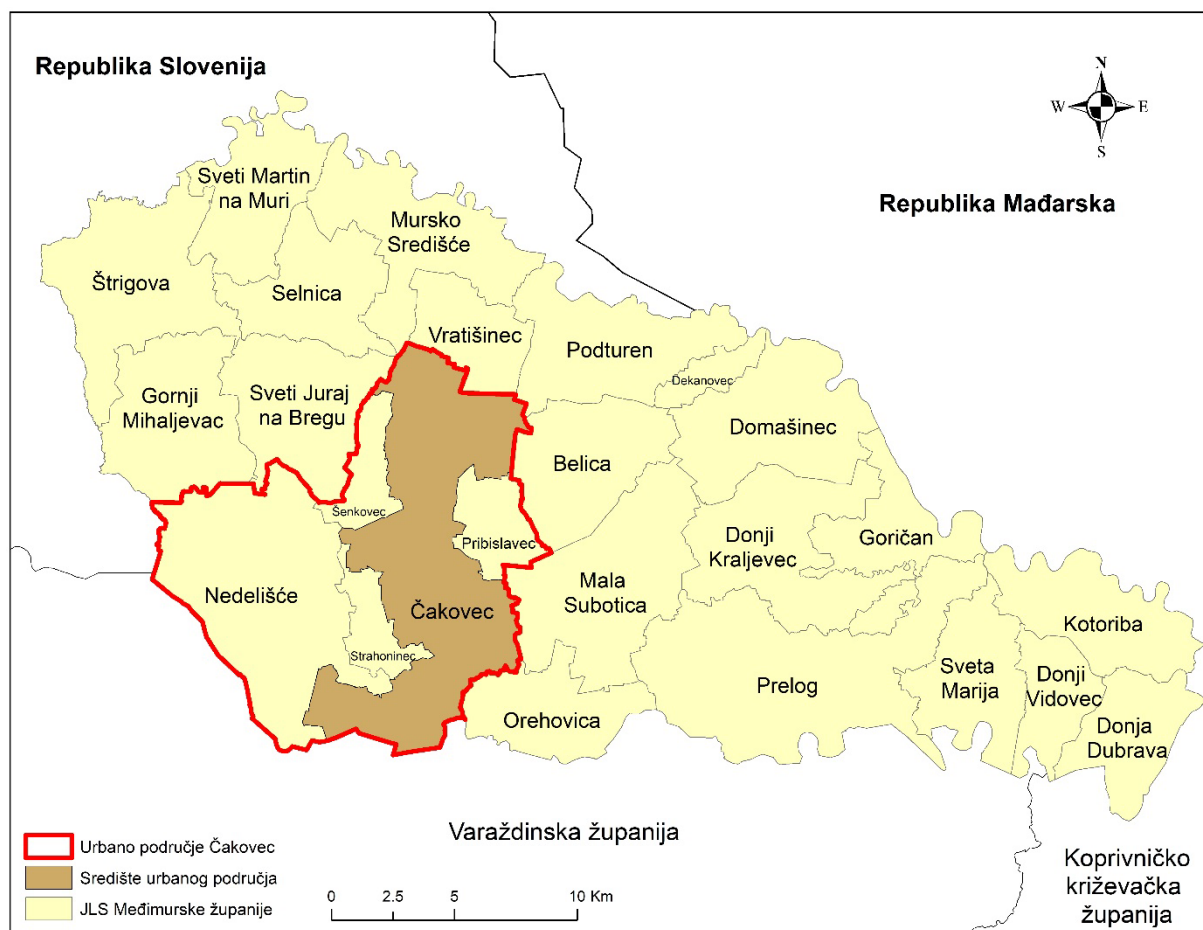 Republika Slovenija
N
W
E
S
Republika Mađarska
Sveti Martin
na Muri
Mursko
Središće
Štrigova
Selnica
Vratišinec
Podturen
Dekanovec
Gornji
Mihaljevac
Sveti Juraj
na Bregu
Domašinec
Belica
Šenkovec
Pribislavec
Donji
Kraljevec
Goričan
Nedelišće
Čakovec
Mala
Subotica
Kotoriba
Strahoninec
Prelog
Sveta
Marija
Donji
Vidovec
Orehovica
Donja
Dubrava
Varaždinska županija
Koprivničko
križevačka
županija
Urbano područje Čakovec
Središte urbanog područja
JLS Međimurske županije
0 2.5 5 10 Km